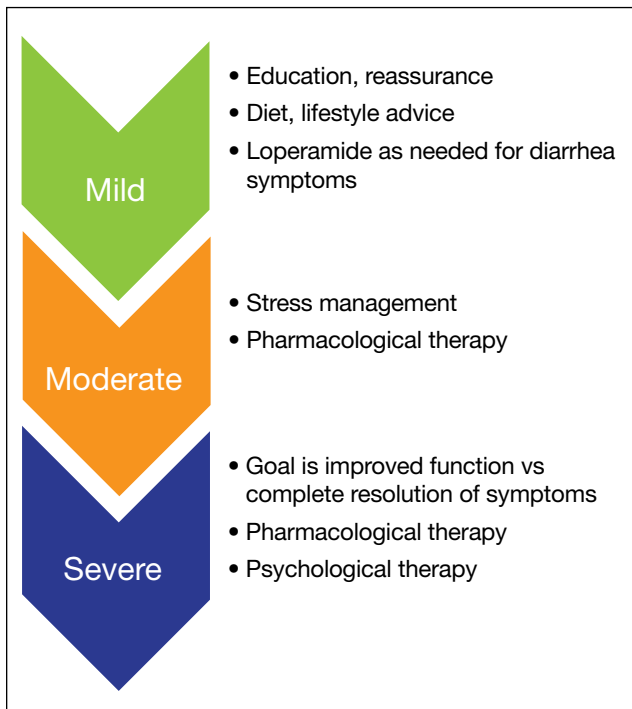 Mild
• Education, reassurance
• Diet, lifestyle advice
• Loperamide as needed for diarrhea
symptoms
Moderate
• Stress management
• Pharmacological therapy
Severe
• Goal is improved function vs
complete resolution of symptoms
• Pharmacological therapy
• Psychological therapy